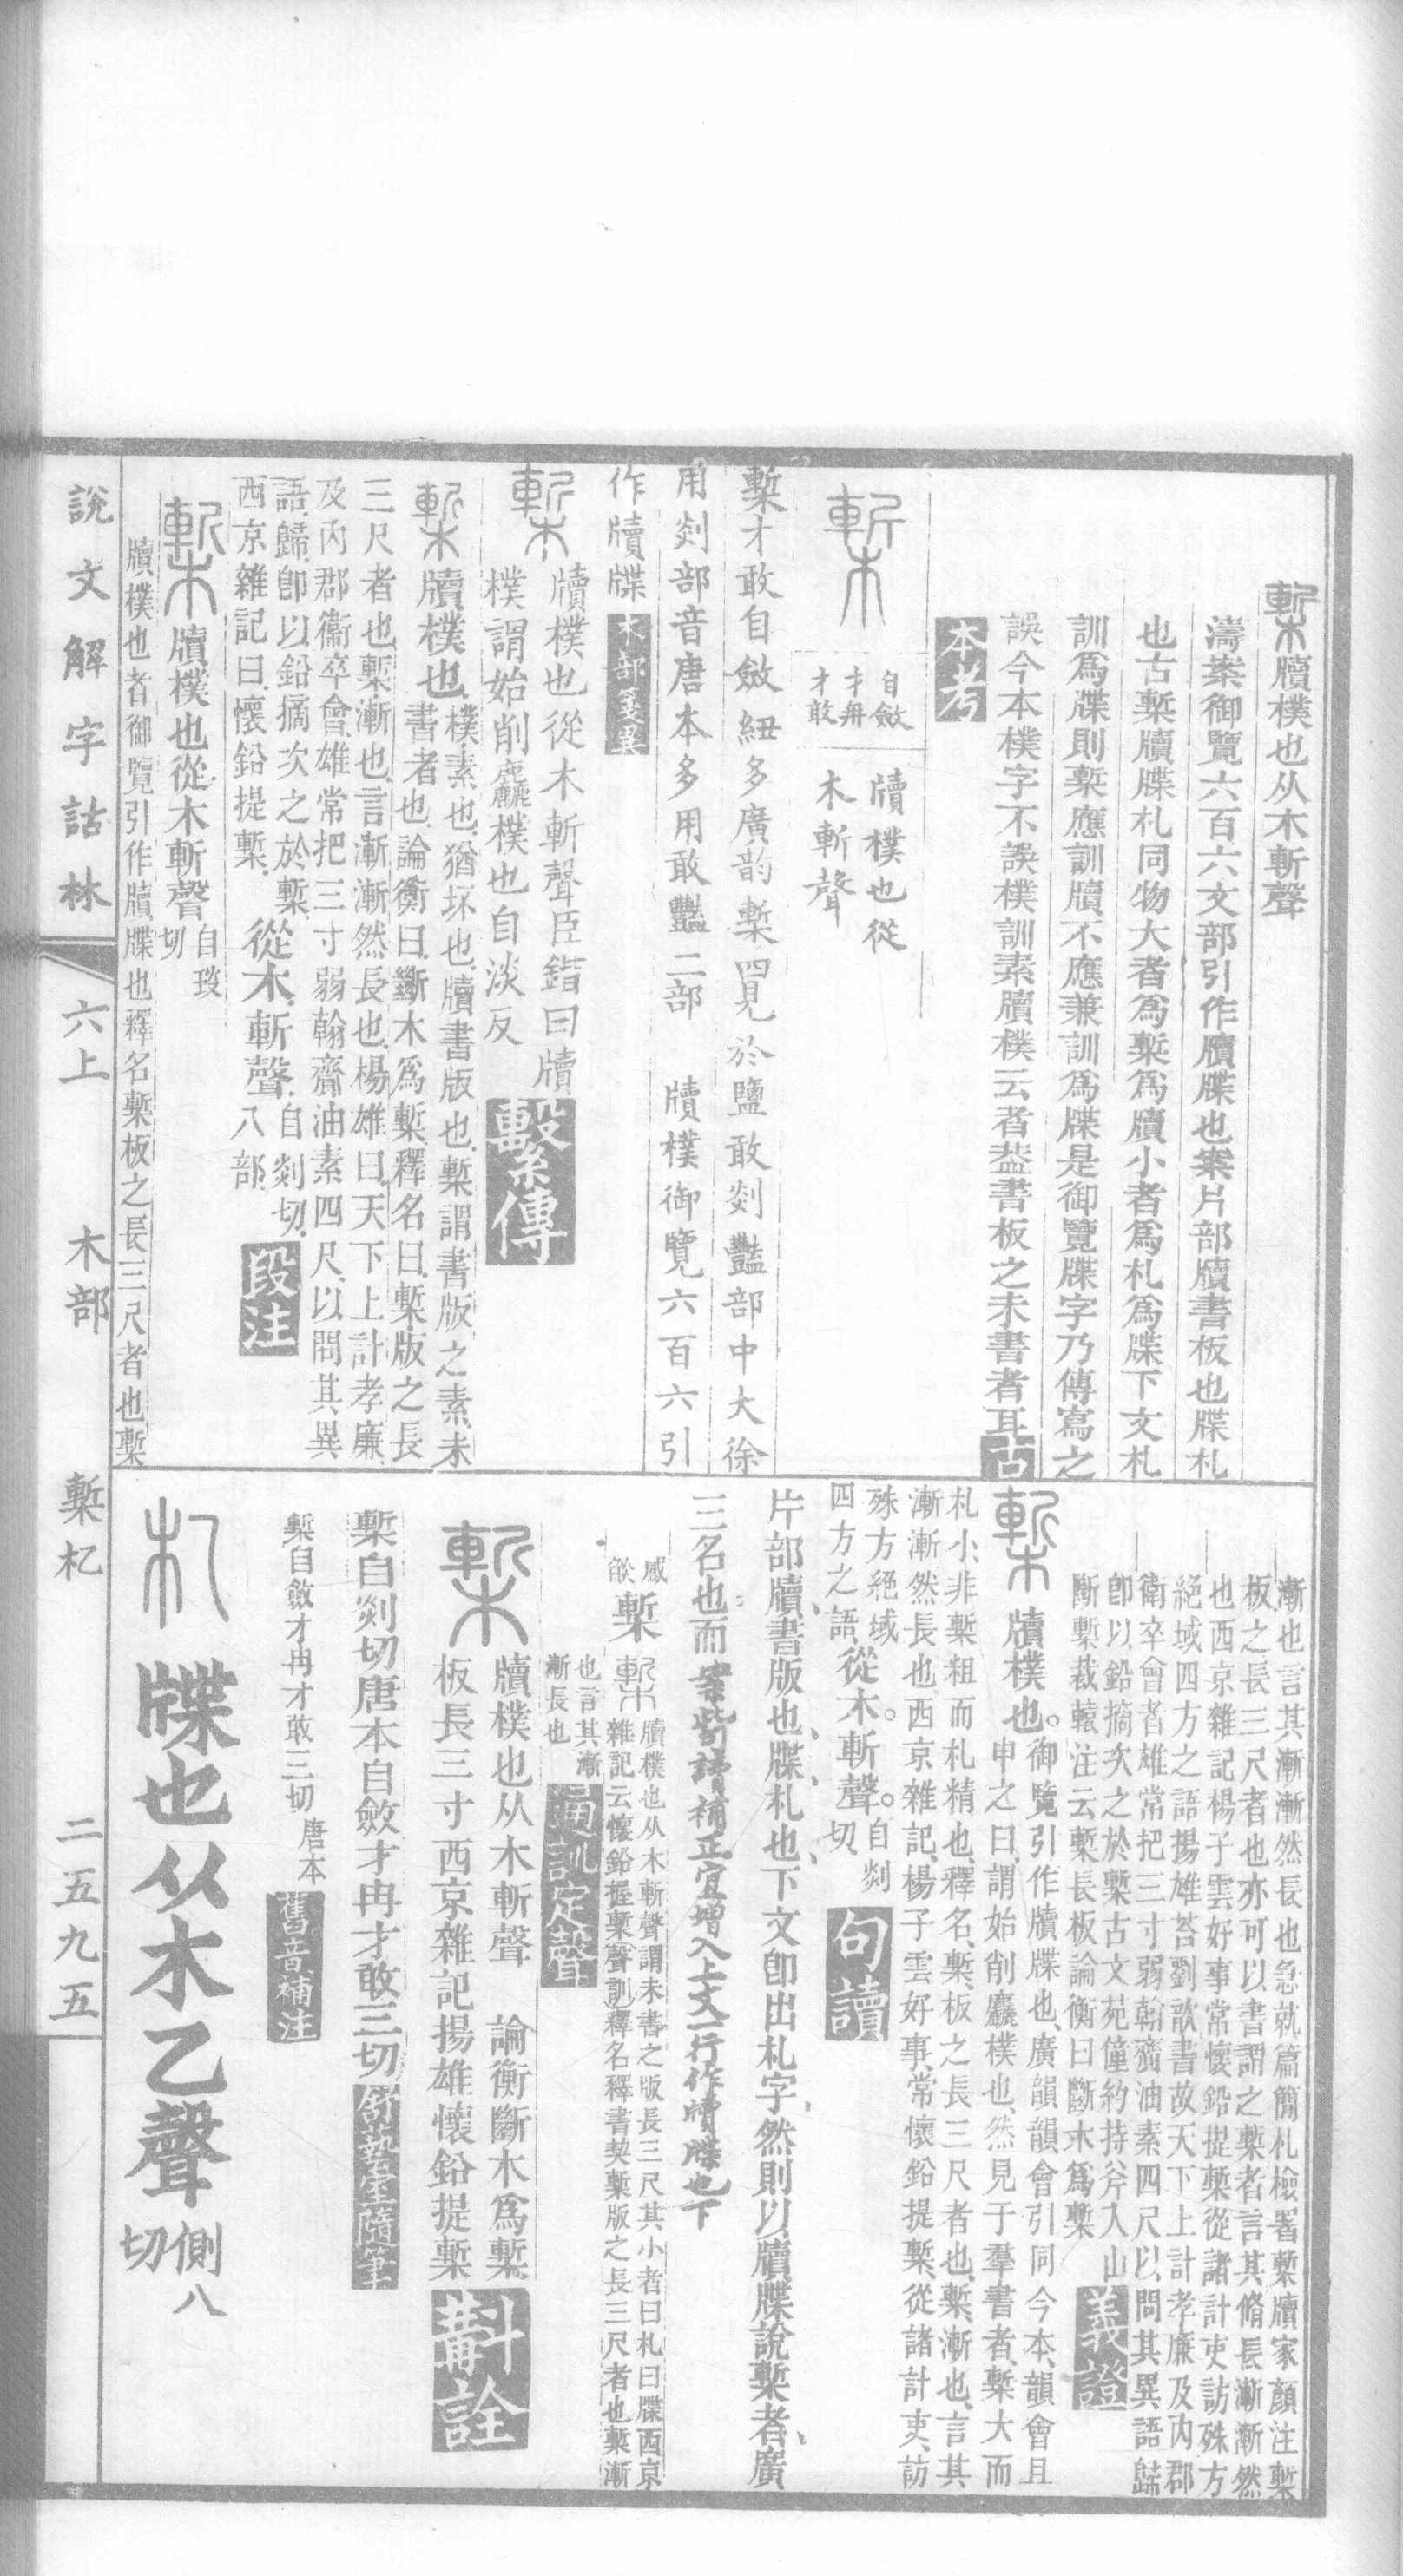 槧牘樸也从木斬聲
濤案御覽六百六文部引作牘牒也案片部牘書板也牒札
也古槧牘牒札同物大者爲槧爲牘小者爲札爲牒下文札
訓爲牒則槧應訓牘不應兼訓爲牒是御覽牒字乃傳寫之
誤今本樸字不誤樸訓素牘樸云者葢書板之未書者耳古
本考
槧
自斂
才冉
才敢
牘樸也從
木斬聲
槧才敢自斂紐多廣韵槧四見於鹽敢剡豔部中大徐
用剡部音唐本多用敢豔二部 牘樸御覽六百六引
作牘牒 木部箋異
槧牘樸也從木斬聲臣鍇曰牘
樸謂始削麤樸也自淡反 繫傳
槧牘樸也樸素也猶坏也牘書版也槧謂書版之素未
書者也論衡曰斷木爲槧釋名曰槧版之長
三尺者也槧漸也言漸漸然長也楊雄曰天下上計孝廉
及內郡衞卒會雄常把三寸弱翰齎油素四尺以問其異
語歸卽以鉛摘次之於槧
西京雜記曰懷鉛提槧 從木斬聲自剡切八部 段注
槧牘樸也從木斬聲自琰切
牘樸也者御覽引作牘牒也釋名槧板之長三尺者也槧
漸也言其漸漸然長也急就篇簡札檢署槧牘家顏注槧
板之長三尺者也亦可以書謂之槧者言其脩長漸漸然
也西京雜記楊子雲好事常懷鉛提槧從諸計吏訪殊方
絕域四方之語揚雄荅劉歆書故天下上計孝廉及內郡
衞卒會者雄常把三寸弱翰齎油素四尺以問其異語歸
卽以鉛摘次之於槧古文苑僮約持斧入山
斷槧裁轅注云槧長板論衡曰斷木爲槧 義證
槧牘樸也御覽引作牘牒也廣韻韻會引同今本韻會且
申之曰謂始削麤樸也然見于羣書者槧大而
札小非槧粗而札精也釋名槧板之長三尺者也槧漸也言其
漸漸然長也西京雜記楊子雲好事常懷鉛提槧從諸計吏訪
殊方絕域
四方之語 從木斬聲自剡切 句讀
片部牘書版也牒札也下文卽出札字然則以牘牒說槧者廣
三名也而案句讀補正宜增入上文一行作牘牒也下
槧牘樸也从木斬聲謂未書之版長三尺其小者曰札曰牒西京
雜記云懷鉛握槧聲訓釋名釋書契槧版之長三尺者也槧漸
也言其漸
漸長也 通訓定聲
槧牘樸也从木斬聲 論衡斷木爲槧
板長三寸西京雜記揚雄懷鉛提槧 斠詮
槧自剡切唐本自斂才冉才敢三切 舒藝室隨筆
槧自斂才冉才敢三切唐本 舊音補注
札牒也从木乙聲側八切
說文解字詁林 六上 木部 槧札 二五九五